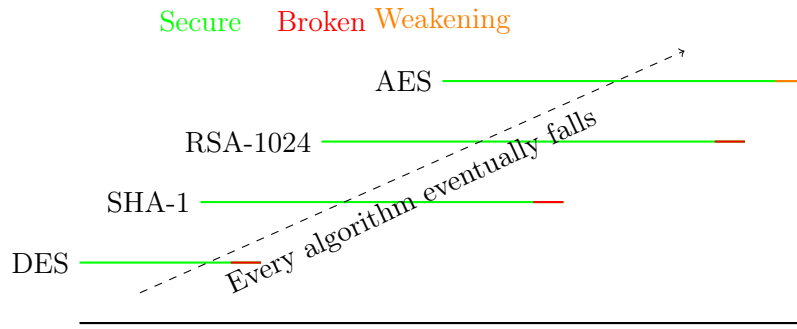 Secure Broken Weakening
AES
RSA-1024
SHA-1
DES
Every algorithm eventually falls